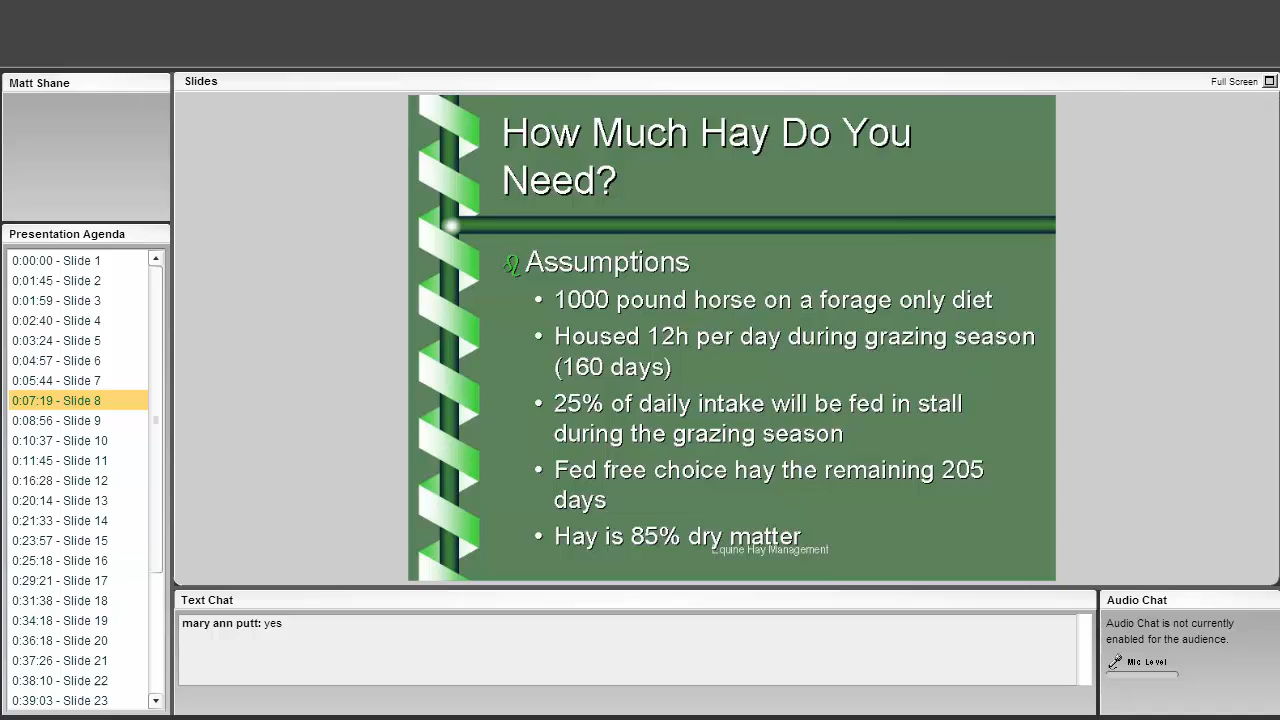 Matt Shane
Slides
Full Screen
Presentation Agenda
0:00:00 - Slide 1
0:01:45 - Slide 2
0:01:59 - Slide 3
0:02:40 - Slide 4
0:03:24 - Slide 5
0:04:57 - Slide 6
0:05:44 - Slide 7
0:07:19 - Slide 8
0:08:56 - Slide 9
0:10:37 - Slide 10
0:11:45 - Slide 11
0:16:28 - Slide 12
0:20:14 - Slide 13
0:21:33 - Slide 14
0:23:57 - Slide 15
0:25:18 - Slide 16
0:29:21 - Slide 17
0:31:38 - Slide 18
0:34:18 - Slide 19
0:36:18 - Slide 20
0:37:26 - Slide 21
0:38:10 - Slide 22
0:39:03 - Slide 23
How Much Hay Do You
Need?
Assumptions
• 1000 pound horse on a forage only diet
• Housed 12h per day during grazing season
(160 days)
• 25% of daily intake will be fed in stall
during the grazing season
• Fed free choice hay the remaining 205
days
• Hay is 85% dry matter
Equine Hay Management
Text Chat
mary ann putt: yes
Audio Chat
Audio Chat is not currently
enabled for the audience.
Mic Level